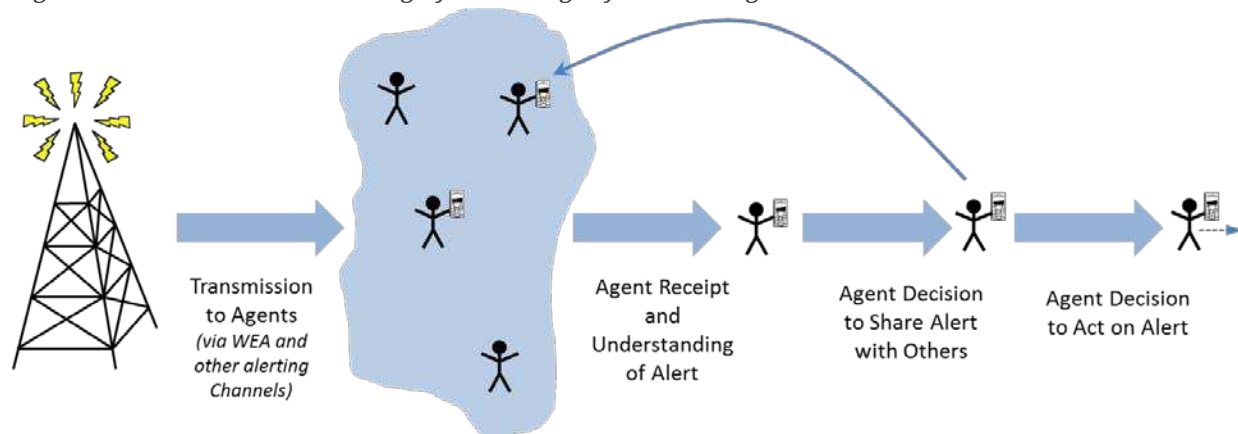 Transmission
to Agents
(via WEA and
other alerting
Channels)
Agent Receipt
and
Understanding
of Alert
Agent Decision
to Share Alert
with Others
Agent Decision
to Act on Alert